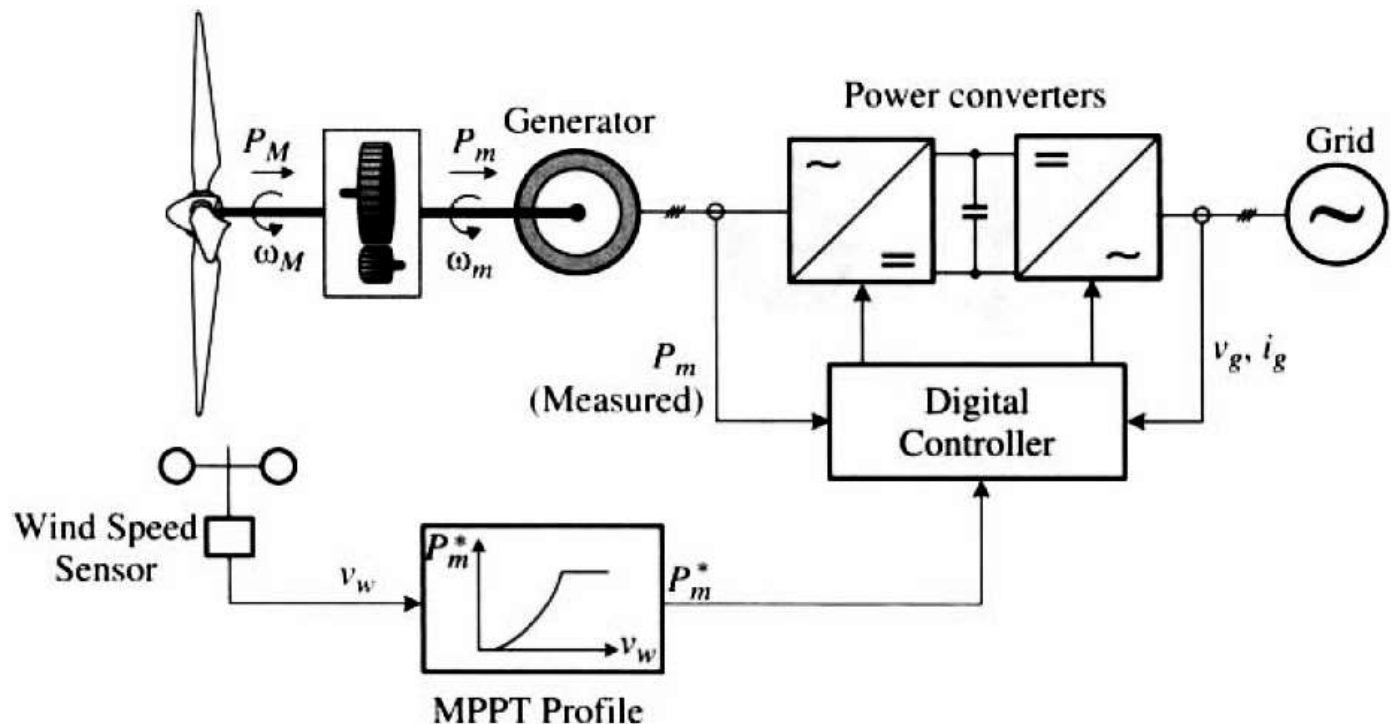 Power converters
Generator
Grid
P_M
P_m
ω_M
ω_m
~
=
=
~
~
P_m
(Measured)
v_g, i_g
Digital
Controller
Wind Speed
Sensor
v_w
P_m^*
v_w
P_m^*
MPPT Profile